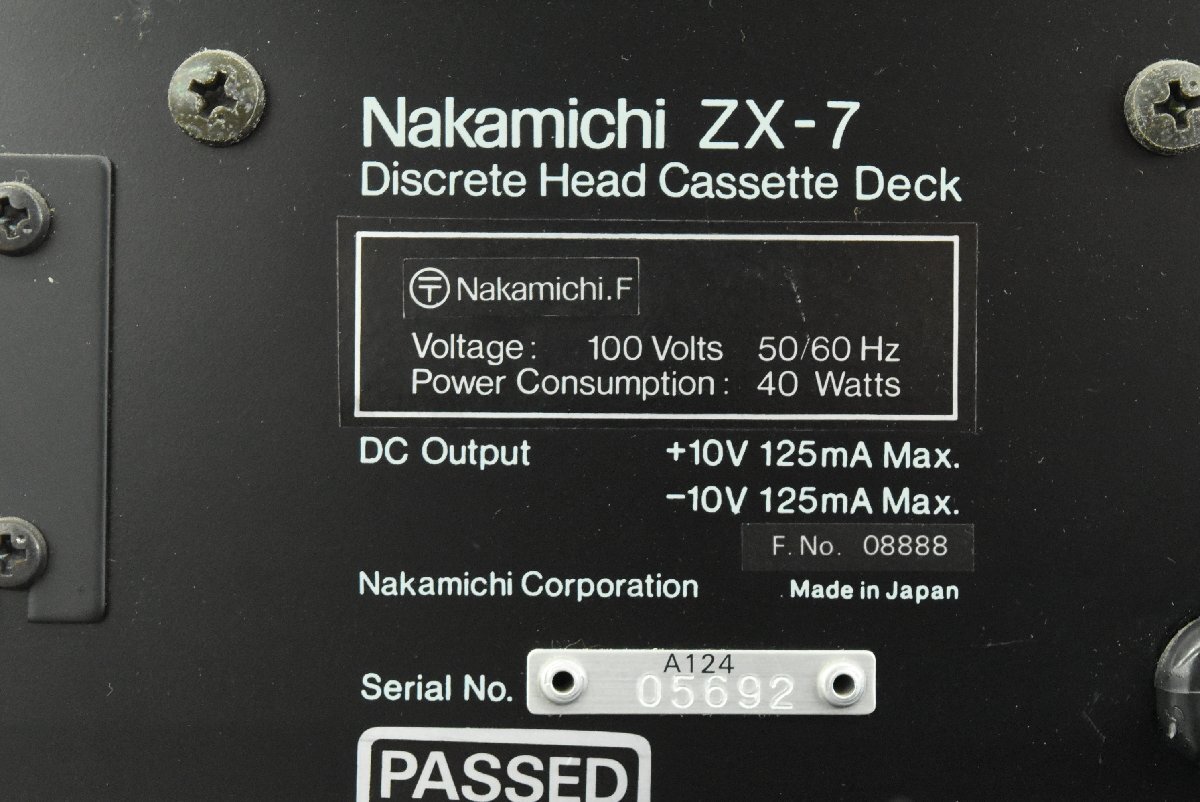 Nakamichi ZX-7
Discrete Head Cassette Deck
Nakamichi.F
Voltage: 100 Volts 50/60 Hz
Power Consumption: 40 Watts
DC Output +10V 125mA Max.
-10V 125mA Max.
F. No. 08888
Nakamichi Corporation Made in Japan
A124
Serial No. 05692
PASSED